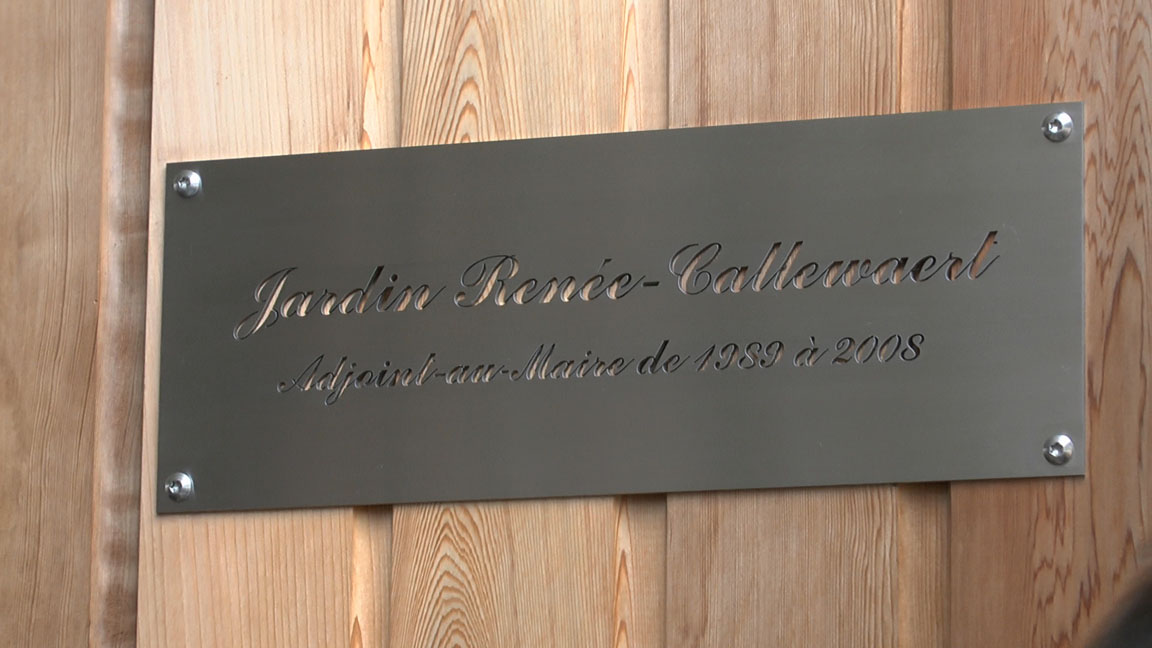 Jardin Renée-Callewaert
Adjoint-au-Maire de 1989 à 2008